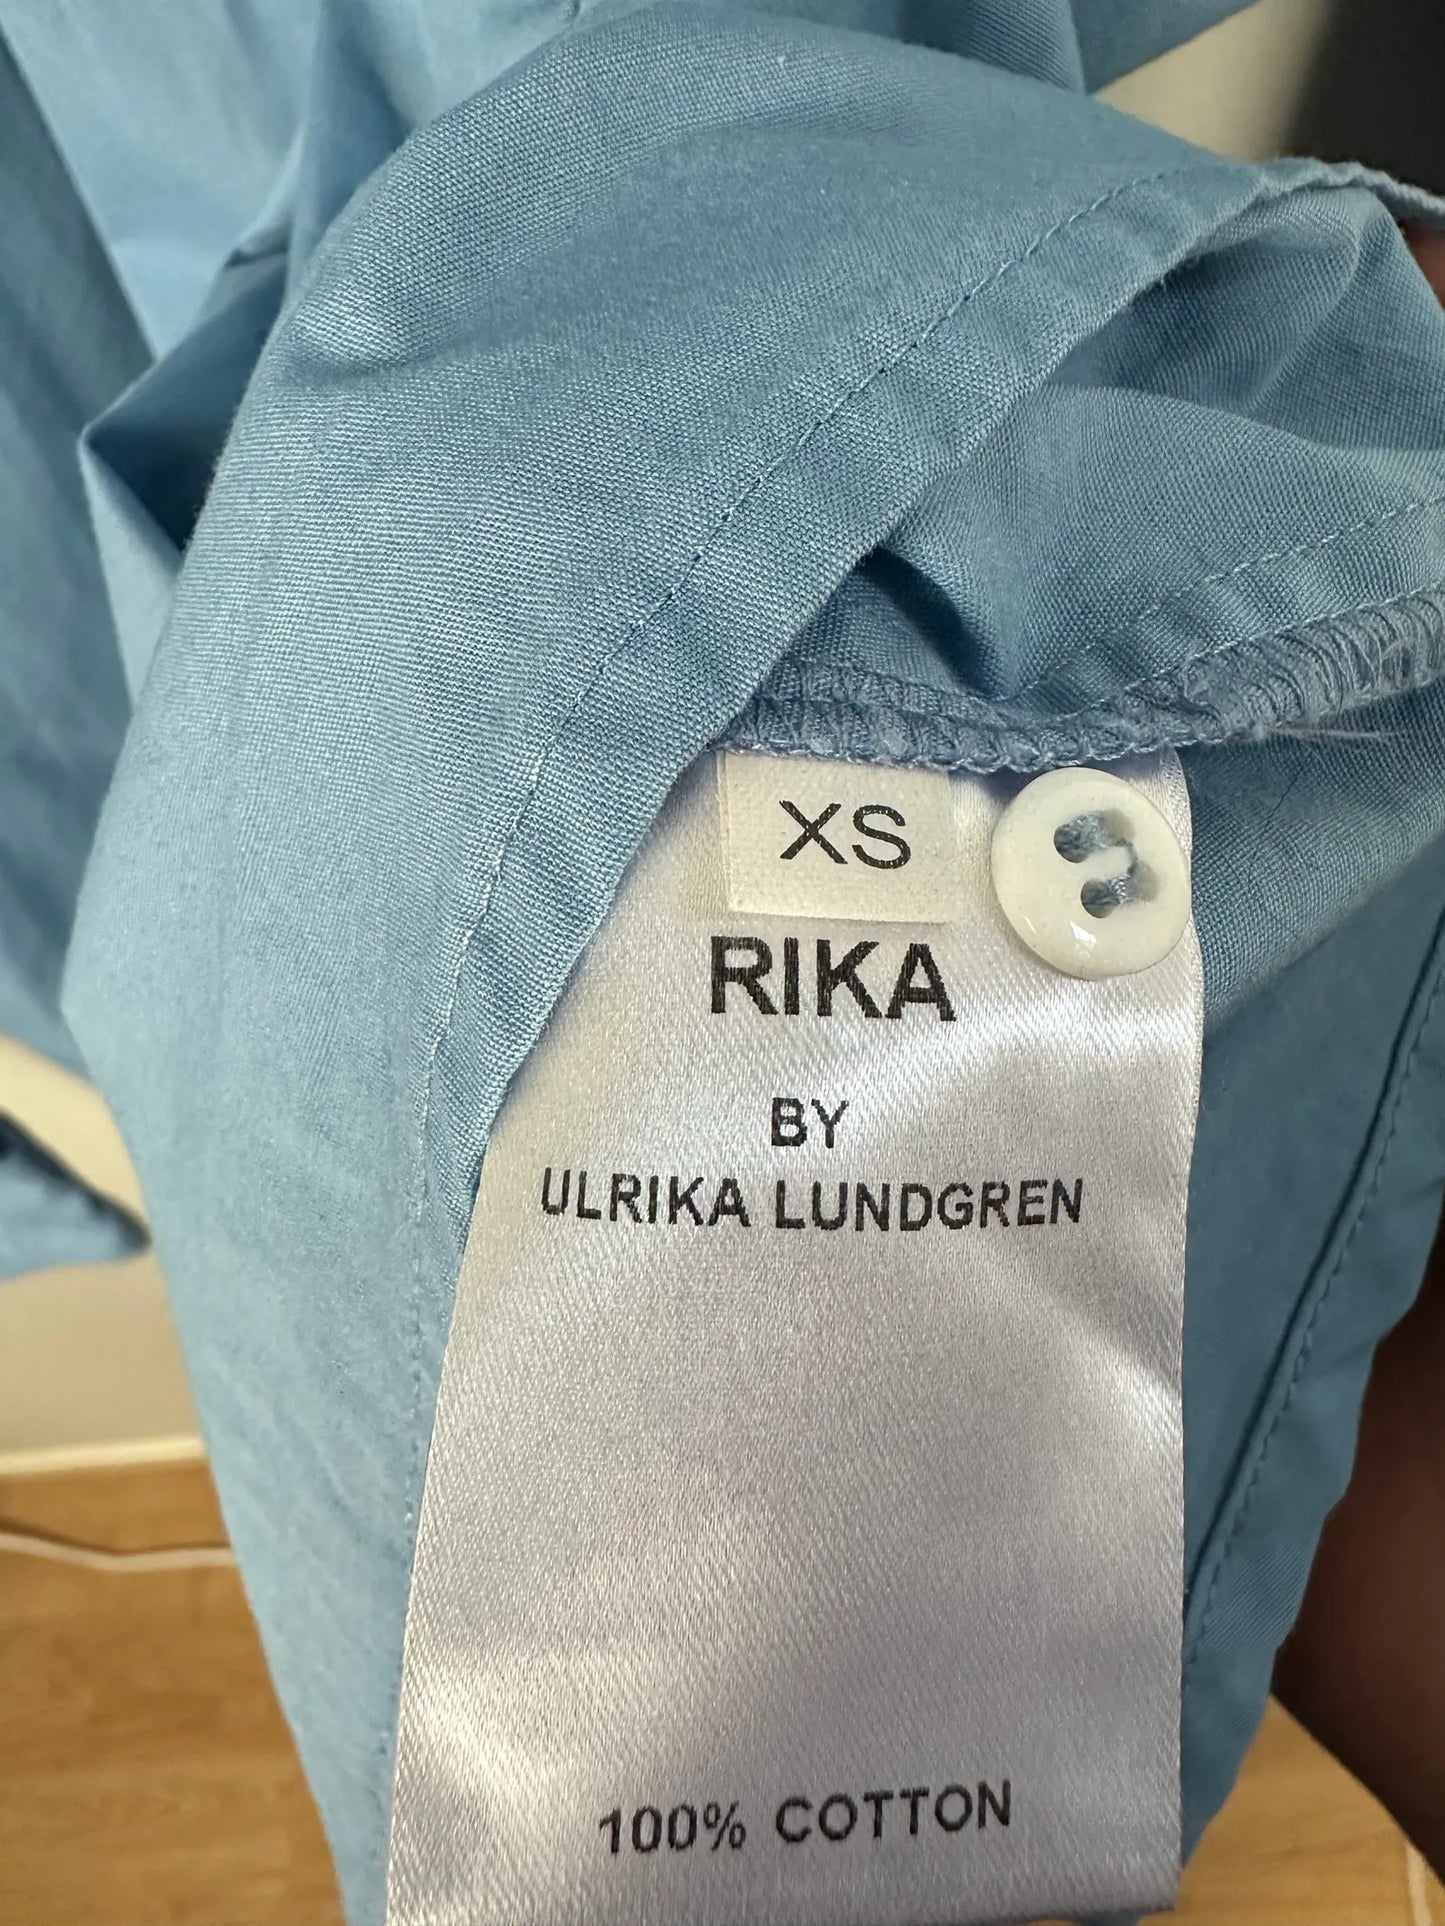 XS
RIKA
BY
ULRIKA LUNDGREN
100% COTTON